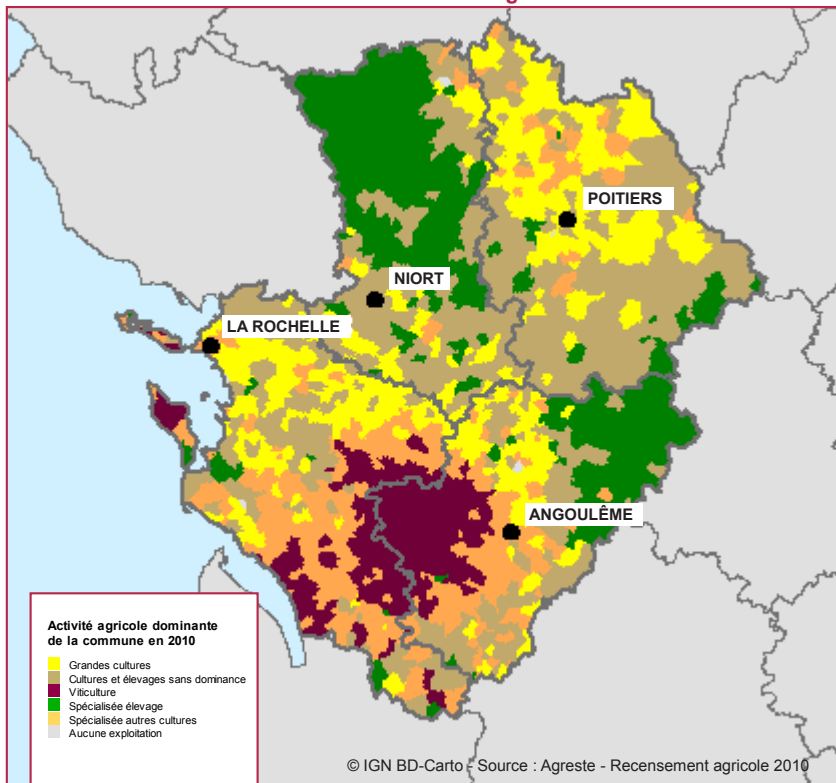 POITIERS
NIORT
LA ROCHELLE
ANGOULÊME
Activité agricole dominante
de la commune en 2010
Grandes cultures
Cultures et élevages sans dominance
Viticulture
Spécialisée élevage
Spécialisée autres cultures
Aucune exploitation
© IGN BD-Carto - Source : Agreste - Recensement agricole 2010